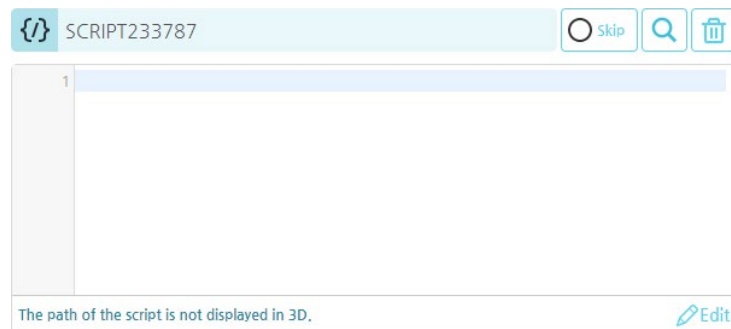 {/} SCRIPT233787 Skip
1
The path of the script is not displayed in 3D. Edit